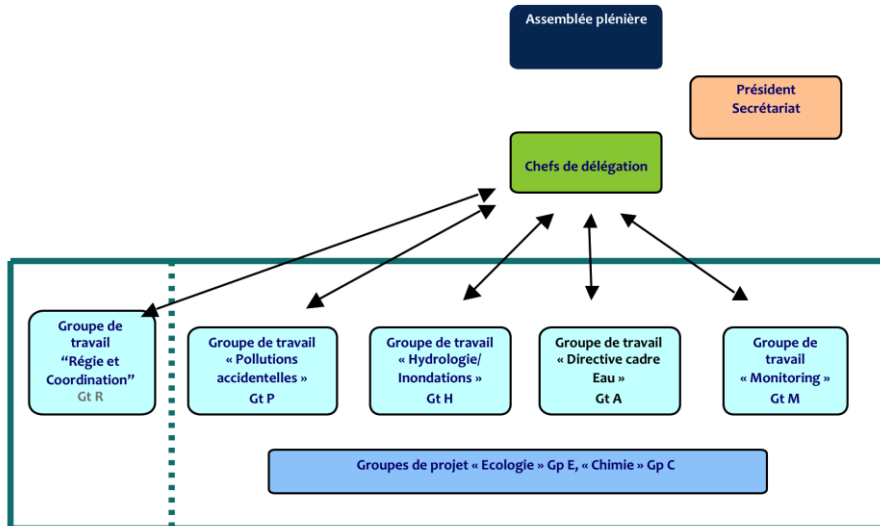 Assemblée plénière
Président
Secrétariat
Chefs de délégation
Groupe de
travail
“Régie et
Coordination”
Gt R
Groupe de travail
« Pollutions
accidentelles »
Gt P
Groupe de travail
« Hydrologie/
Inondations »
Gt H
Groupe de travail
« Directive cadre
Eau »
Gt A
Groupe de
travail
« Monitoring »
Gt M
Groupes de projet « Ecologie » Gp E, « Chimie » Gp C